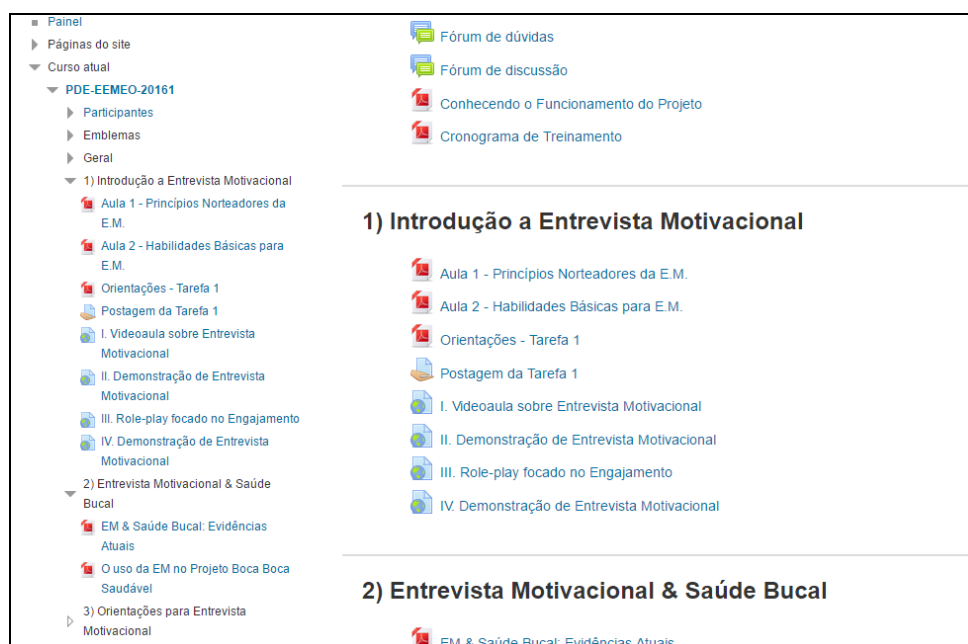 Painel
Páginas do site
Curso atual
PDE-EEMEO-20161
Participantes
Emblemas
Geral
1) Introdução a Entrevista Motivacional
Aula 1 - Princípios Norteadores da
E.M.
Aula 2 - Habilidades Básicas para
E.M.
Orientações - Tarefa 1
Postagem da Tarefa 1
I. Videoaula sobre Entrevista
Motivacional
II. Demonstração de Entrevista
Motivacional
III. Role-play focado no Engajamento
IV. Demonstração de Entrevista
Motivacional
2) Entrevista Motivacional & Saúde
Bucal
EM & Saúde Bucal: Evidências
Atuais
O uso da EM no Projeto Boca Boca
Saudável
3) Orientações para Entrevista
Motivacional
Fórum de dúvidas
Fórum de discussão
Conhecendo o Funcionamento do Projeto
Cronograma de Treinamento
1) Introdução a Entrevista Motivacional
Aula 1 - Princípios Norteadores da E.M.
Aula 2 - Habilidades Básicas para E.M.
Orientações - Tarefa 1
Postagem da Tarefa 1
I. Videoaula sobre Entrevista Motivacional
II. Demonstração de Entrevista Motivacional
III. Role-play focado no Engajamento
IV. Demonstração de Entrevista Motivacional
2) Entrevista Motivacional & Saúde Bucal
EM & Saúde Bucal: Evidências Atuais